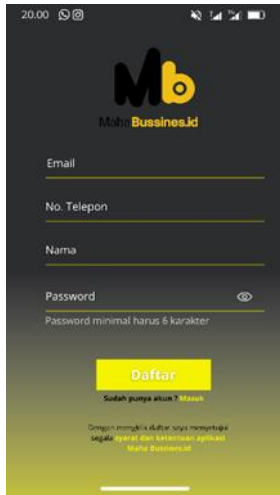 20.00
Mb
Maha Bussines.id
Email
No. Telepon
Nama
Password
Password minimal harus 6 karakter
Daftar
Sudah punya akun ? Masuk
Dengan mengklik daftar saya menyetujui
segala syarat dan ketentuan aplikasi
Maha Bussines.id